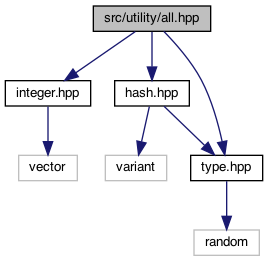 src/utility/all.hpp
integer.hpp
hash.hpp
vector
variant
type.hpp
random